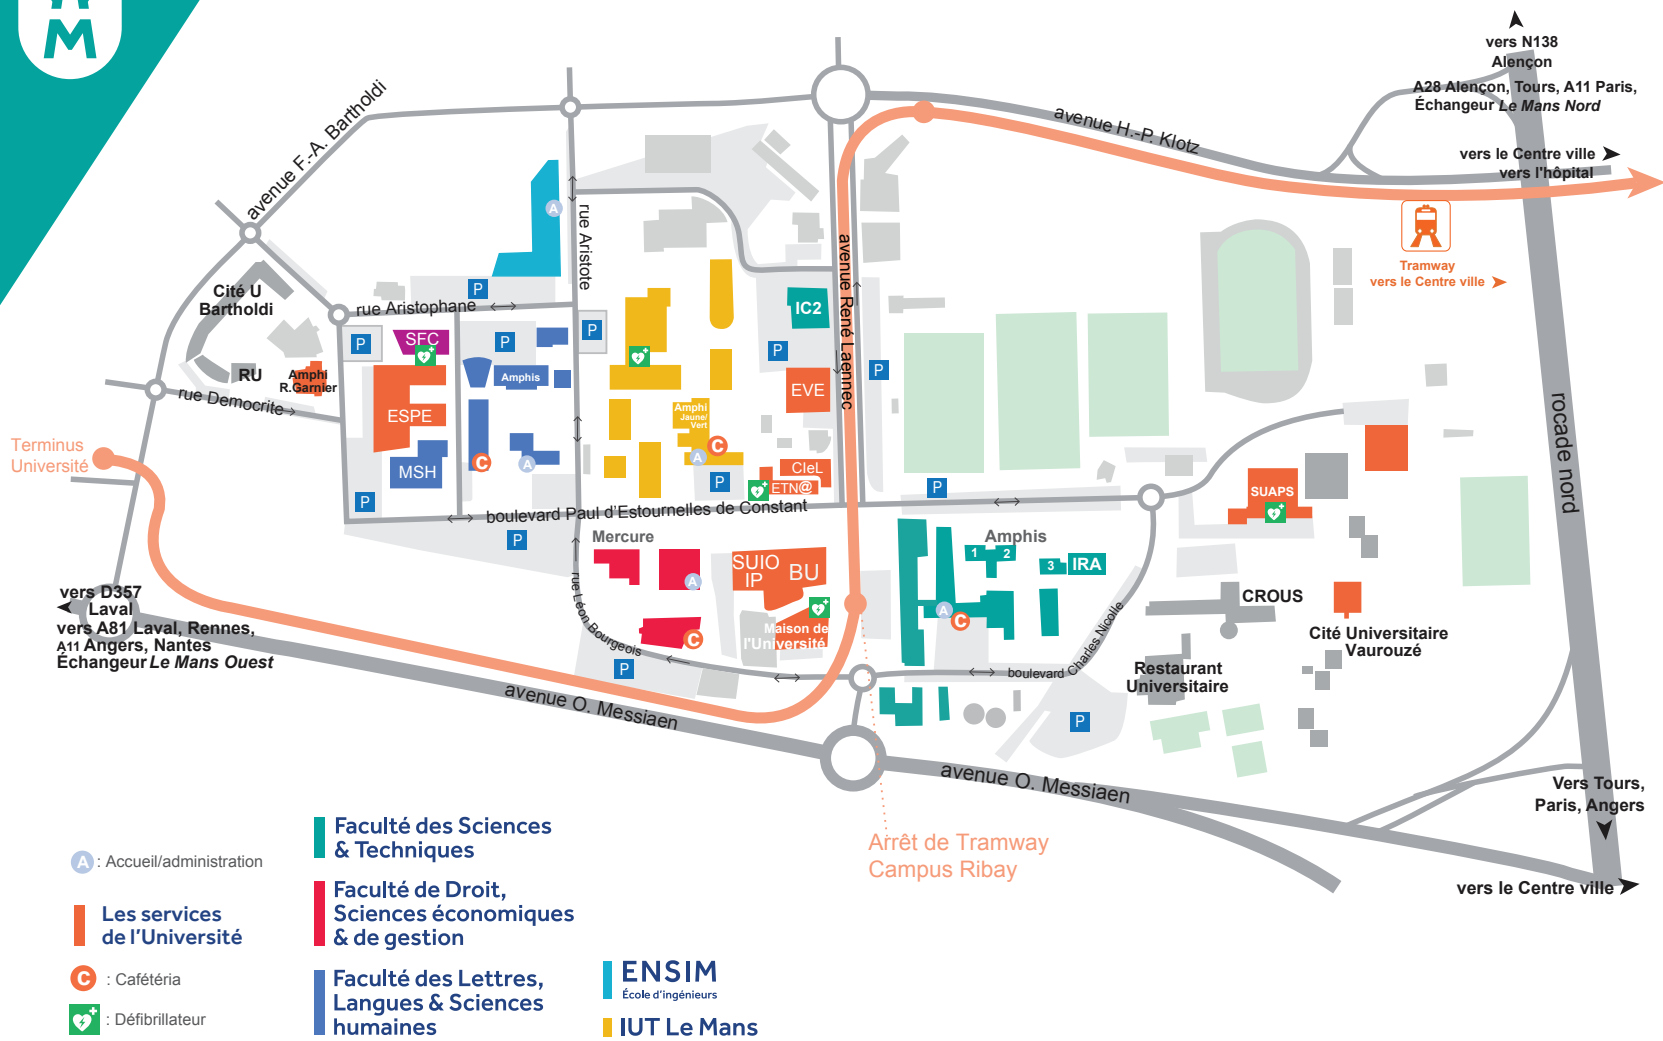 AM
vers N138
Alençon
A28 Alençon, Tours, A11 Paris,
Échangeur Le Mans Nord
avenue H.-P. Klotz
vers le Centre ville
vers l'hôpital
avenue F.-A. Bartholdi
A
rue Aristote
avenue René Laennec
Tramway
vers le Centre ville
Cité U
Bartholdi
P
rue Aristophane
IC2
P
P
P
SFC
P
P
P
RU
Amphi
R.Garnier
Amphis
EVE
rue Democrite
ESPE
Amphi
Jaune/
Vert
rocade nord
Terminus
Université
MSH
C
A
A
C
P
CIeL
ETN@
P
P
SUAPS
boulevard Paul d'Estournelles de Constant
P
Mercure
A
SUIO
IP
BU
Amphis
1
2
3
IRA
vers D357
Laval
vers A81 Laval, Rennes,
A11 Angers, Nantes
Échangeur Le Mans Ouest
rue Léon Bourgeois
C
Maison de
l'Université
A
C
boulevard Charles Nicolle
CROUS
Cité Universitaire
Vaurouzé
Restaurant
Universitaire
P
P
avenue O. Messiaen
avenue O. Messiaen
Vers Tours,
Paris, Angers
Arrêt de Tramway
Campus Ribay
vers le Centre ville
A : Accueil/administration
Les services
de l'Université
C : Cafétéria
: Défibrillateur
Faculté des Sciences
& Techniques
Faculté de Droit,
Sciences économiques
& de gestion
Faculté des Lettres,
Langues & Sciences
humaines
ENSIM
École d'ingénieurs
IUT Le Mans